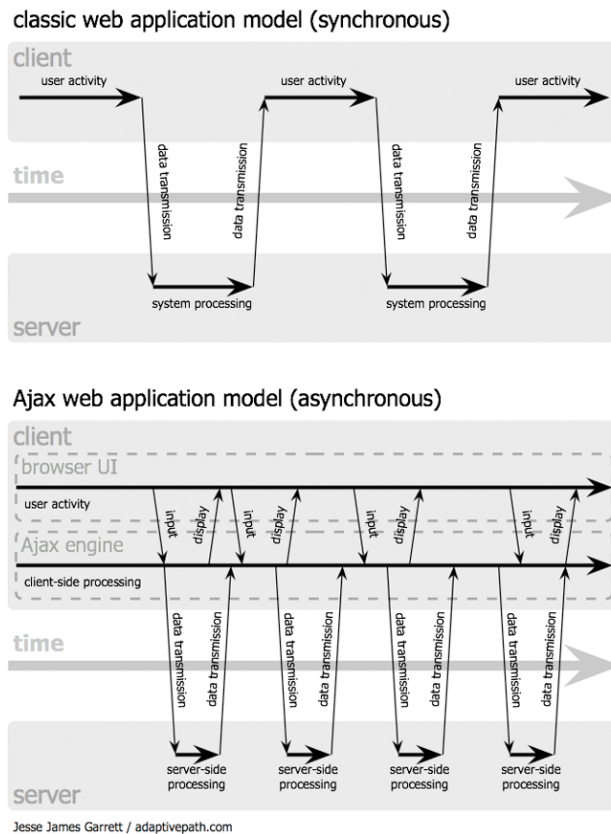 classic web application model (synchronous)
client
user activity
user activity
user activity
data transmission
data transmission
data transmission
data transmission
time
system processing
system processing
server
Ajax web application model (asynchronous)
client
browser UI
user activity
input
display
input
display
input
display
input
display
Ajax engine
client-side processing
data transmission
data transmission
data transmission
data transmission
data transmission
data transmission
data transmission
data transmission
time
server-side
processing
server-side
processing
server-side
processing
server-side
processing
server
Jesse James Garrett / adaptivepath.com